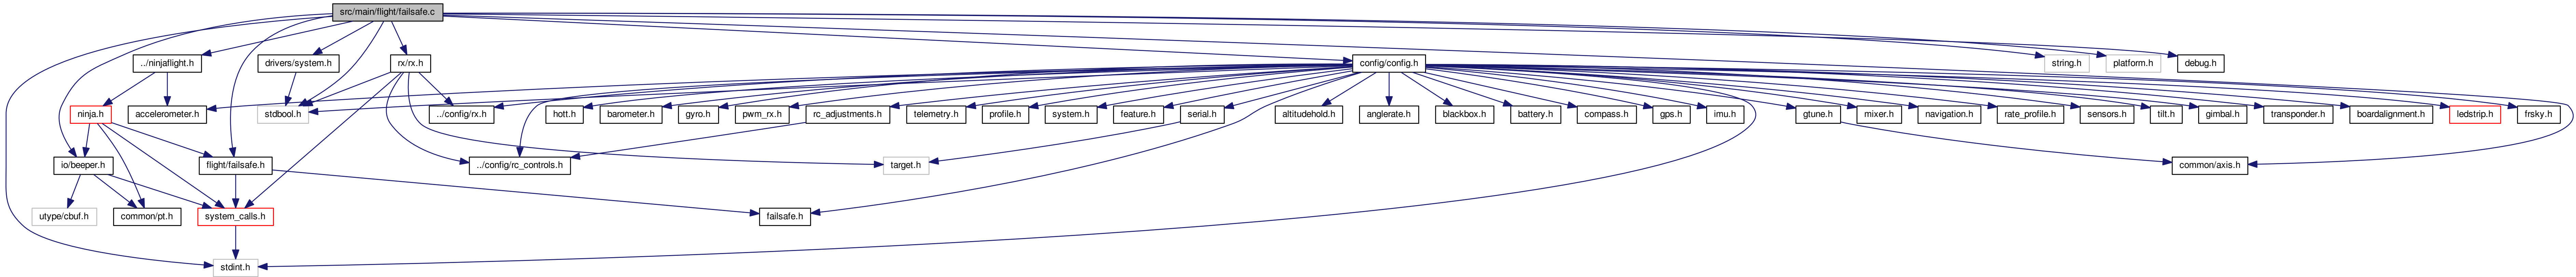 src/main/flight/failsafe.c
../ninjaflight.h
drivers/system.h
rx/rx.h
config/config.h
string.h
platform.h
debug.h
ninja.h
accelerometer.h
stdbool.h
../config/rx.h
hott.h
barometer.h
gyro.h
pwm_rx.h
rc_adjustments.h
telemetry.h
profile.h
system.h
feature.h
serial.h
altitudehold.h
anglerate.h
blackbox.h
battery.h
compass.h
gps.h
imu.h
gtune.h
mixer.h
navigation.h
rate_profile.h
sensors.h
tilt.h
gimbal.h
transponder.h
boardalignment.h
ledstrip.h
frsky.h
io/beeper.h
flight/failsafe.h
../config/rc_controls.h
target.h
common/axis.h
utype/cbuf.h
common/pt.h
system_calls.h
failsafe.h
stdint.h